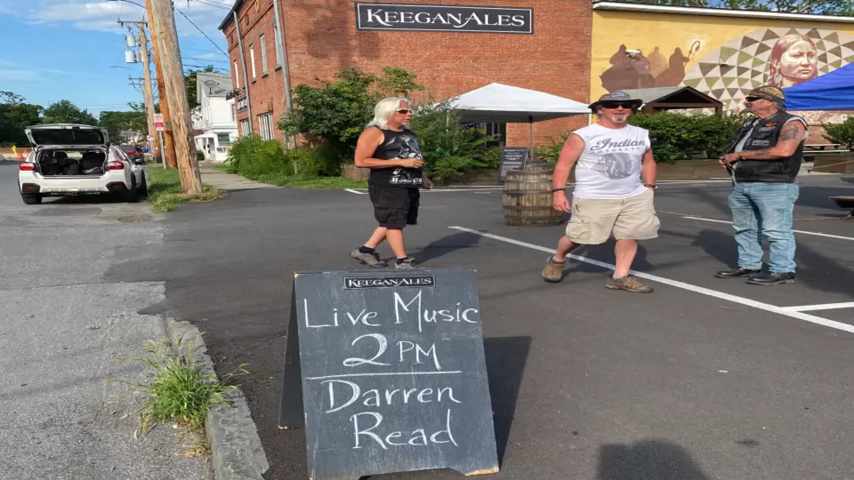 KEEGAN ALES
Indian
KEEGAN ALES
Live Music
2 PM
Darren
Read